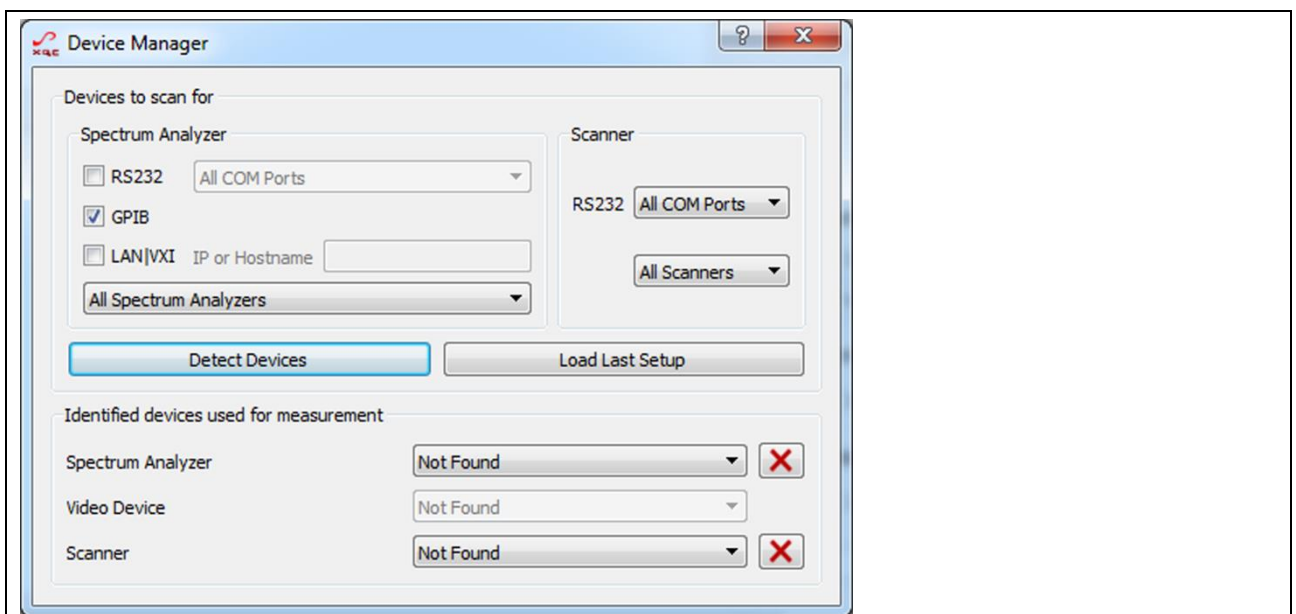 xqc Device Manager
Devices to scan for
Spectrum Analyzer
RS232 All COM Ports
GPIB
LAN|VXI IP or Hostname
All Spectrum Analyzers
Scanner
RS232 All COM Ports
All Scanners
Detect Devices Load Last Setup
Identified devices used for measurement
Spectrum Analyzer Not Found
Video Device Not Found
Scanner Not Found